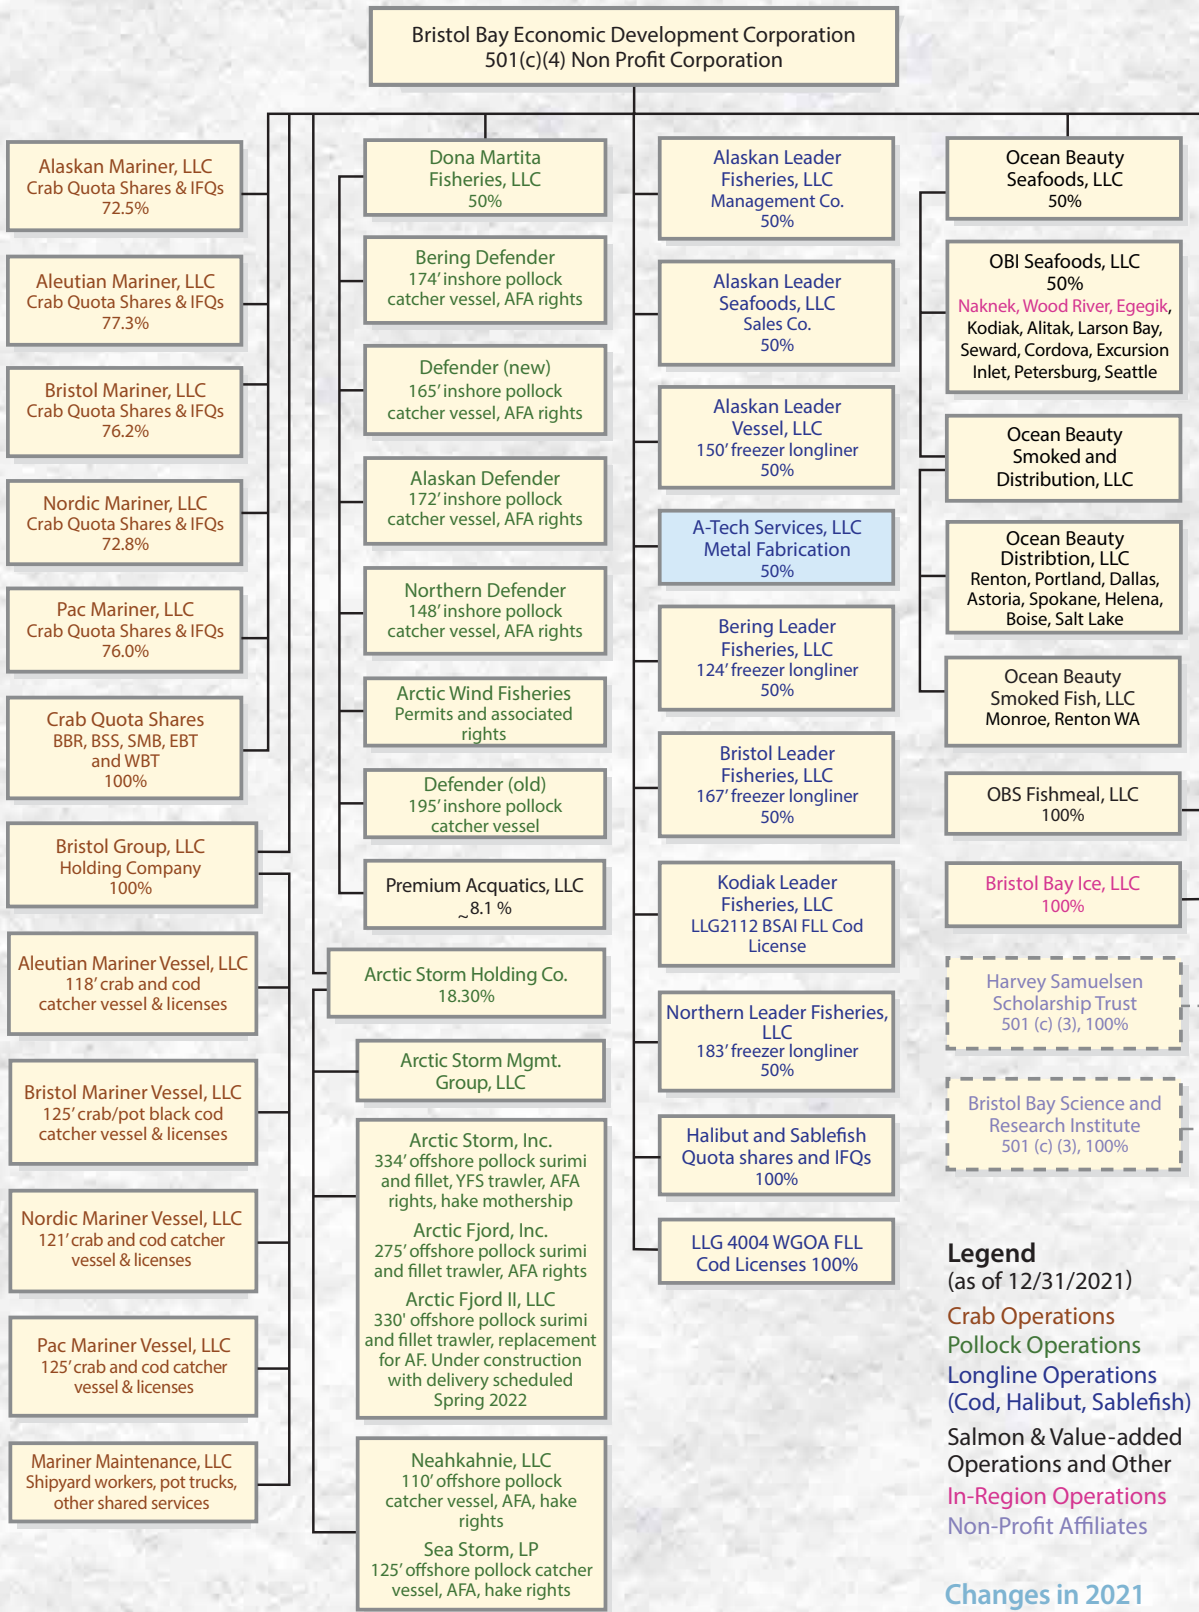 Bristol Bay Economic Development Corporation
501(c)(4) Non Profit Corporation
Alaskan Mariner, LLC
Crab Quota Shares & IFQs
72.5%
Aleutian Mariner, LLC
Crab Quota Shares & IFQs
77.3%
Bristol Mariner, LLC
Crab Quota Shares & IFQs
76.2%
Nordic Mariner, LLC
Crab Quota Shares & IFQs
72.8%
Pac Mariner, LLC
Crab Quota Shares & IFQs
76.0%
Crab Quota Shares
BBR, BSS, SMB, EBT
and WBT
100%
Bristol Group, LLC
Holding Company
100%
Aleutian Mariner Vessel, LLC
118’ crab and cod
catcher vessel & licenses
Bristol Mariner Vessel, LLC
125’ crab/pot black cod
catcher vessel & licenses
Nordic Mariner Vessel, LLC
121’ crab and cod catcher
vessel & licenses
Pac Mariner Vessel, LLC
125’ crab and cod catcher
vessel & licenses
Mariner Maintenance, LLC
Shipyard workers, pot trucks,
other shared services
Dona Martita
Fisheries, LLC
50%
Bering Defender
174’ inshore pollock
catcher vessel, AFA rights
Defender (new)
165’ inshore pollock
catcher vessel, AFA rights
Alaskan Defender
172’ inshore pollock
catcher vessel, AFA rights
Northern Defender
148’ inshore pollock
catcher vessel, AFA rights
Arctic Wind Fisheries
Permits and associated
rights
Defender (old)
195’ inshore pollock
catcher vessel
Premium Acquatics, LLC
~8.1 %
Arctic Storm Holding Co.
18.30%
Arctic Storm Mgmt.
Group, LLC
Arctic Storm, Inc.
334’ offshore pollock surimi
and fillet, YFS trawler, AFA
rights, hake mothership
Arctic Fjord, Inc.
275’ offshore pollock surimi
and fillet trawler, AFA rights
Arctic Fjord II, LLC
330' offshore pollock surimi
and fillet trawler, replacement
for AF. Under construction
with delivery scheduled
Spring 2022
Neahkahnie, LLC
110’ offshore pollock
catcher vessel, AFA, hake
rights
Sea Storm, LP
125’ offshore pollock catcher
vessel, AFA, hake rights
Alaskan Leader
Fisheries, LLC
Management Co.
50%
Alaskan Leader
Seafoods, LLC
Sales Co.
50%
Alaskan Leader
Vessel, LLC
150’ freezer longliner
50%
A-Tech Services, LLC
Metal Fabrication
50%
Bering Leader
Fisheries, LLC
124’ freezer longliner
50%
Bristol Leader
Fisheries, LLC
167’ freezer longliner
50%
Kodiak Leader
Fisheries, LLC
LLG2112 BSAI FLL Cod
License
Northern Leader Fisheries,
LLC
183’ freezer longliner
50%
Halibut and Sablefish
Quota shares and IFQs
100%
LLG 4004 WGOA FLL
Cod Licenses 100%
Ocean Beauty
Seafoods, LLC
50%
OBI Seafoods, LLC
50%
Naknek, Wood River, Egegik,
Kodiak, Alitak, Larson Bay,
Seward, Cordova, Excursion
Inlet, Petersburg, Seattle
Ocean Beauty
Smoked and
Distribution, LLC
Ocean Beauty
Distribtion, LLC
Renton, Portland, Dallas,
Astoria, Spokane, Helena,
Boise, Salt Lake
Ocean Beauty
Smoked Fish, LLC
Monroe, Renton WA
OBS Fishmeal, LLC
100%
Bristol Bay Ice, LLC
100%
Harvey Samuelsen
Scholarship Trust
501 (c) (3), 100%
Bristol Bay Science and
Research Institute
501 (c) (3), 100%
Legend
(as of 12/31/2021)
Crab Operations
Pollock Operations
Longline Operations
(Cod, Halibut, Sablefish)
Salmon & Value-added
Operations and Other
In-Region Operations
Non-Profit Affiliates
Changes in 2021